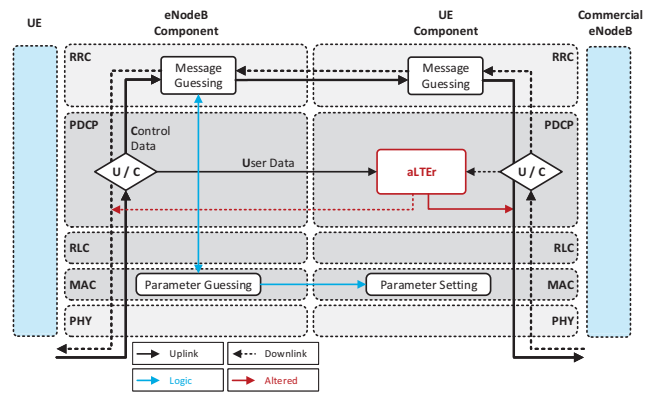 UE
eNodeB
Component
UE
Component
Commercial
eNodeB
RRC
Message
Guessing
Message
Guessing
RRC
PDCP
Control
Data
PDCP
U / C
User Data
aLTEr
U / C
RLC
RLC
MAC
Parameter Guessing
Parameter Setting
MAC
PHY
PHY
Uplink
Downlink
Logic
Altered